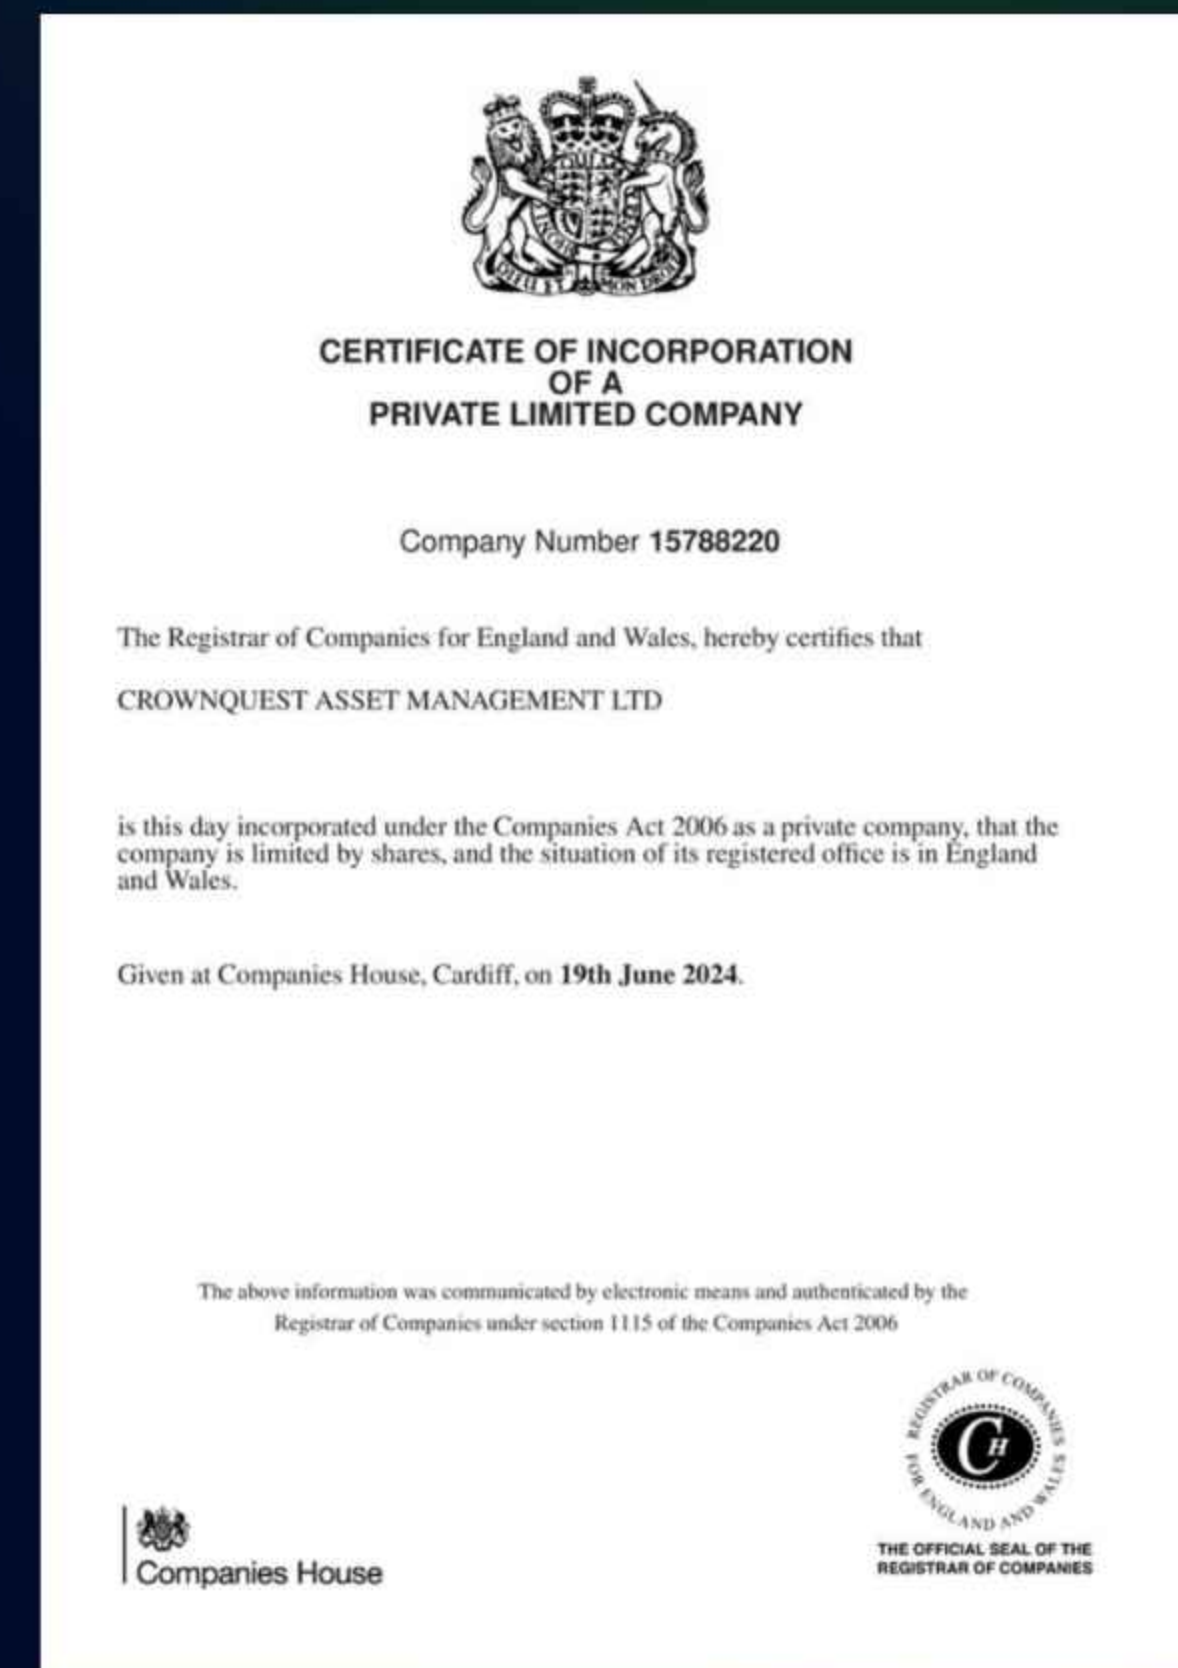 DIEU ET MON DROIT
CERTIFICATE OF INCORPORATION
OF A
PRIVATE LIMITED COMPANY
Company Number 15788220
The Registrar of Companies for England and Wales, hereby certifies that
CROWNQUEST ASSET MANAGEMENT LTD
is this day incorporated under the Companies Act 2006 as a private company, that the
company is limited by shares, and the situation of its registered office is in England
and Wales.
Given at Companies House, Cardiff, on 19th June 2024.
The above information was communicated by electronic means and authenticated by the
Registrar of Companies under section 1115 of the Companies Act 2006
REGISTRAR OF COMPANIES
FOR ENGLAND AND WALES
CH
THE OFFICIAL SEAL OF THE
REGISTRAR OF COMPANIES
Companies House